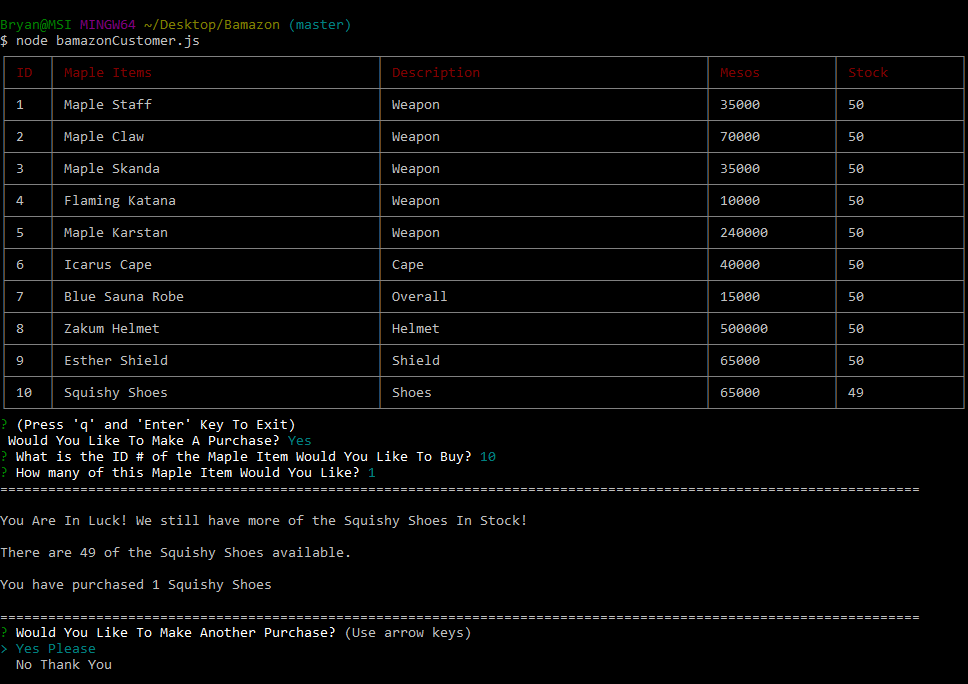 Bryan@MSI MINGW64 ~/Desktop/Bamazon (master)
$ node bamazonCustomer.js
ID Maple Items Description Mesos Stock
1 Maple Staff Weapon 35000 50
2 Maple Claw Weapon 70000 50
3 Maple Skanda Weapon 35000 50
4 Flaming Katana Weapon 10000 50
5 Maple Karstan Weapon 240000 50
6 Icarus Cape Cape 40000 50
7 Blue Sauna Robe Overall 15000 50
8 Zakum Helmet Helmet 500000 50
9 Esther Shield Shield 65000 50
10 Squishy Shoes Shoes 65000 49
? (Press 'q' and 'Enter' Key To Exit)
Would You Like To Make A Purchase? Yes
? What is the ID # of the Maple Item Would You Like To Buy? 10
? How many of this Maple Item Would You Like? 1
===================================================================================================================
You Are In Luck! We still have more of the Squishy Shoes In Stock!
There are 49 of the Squishy Shoes available.
You have purchased 1 Squishy Shoes
===================================================================================================================
? Would You Like To Make Another Purchase? (Use arrow keys)
> Yes Please
No Thank You